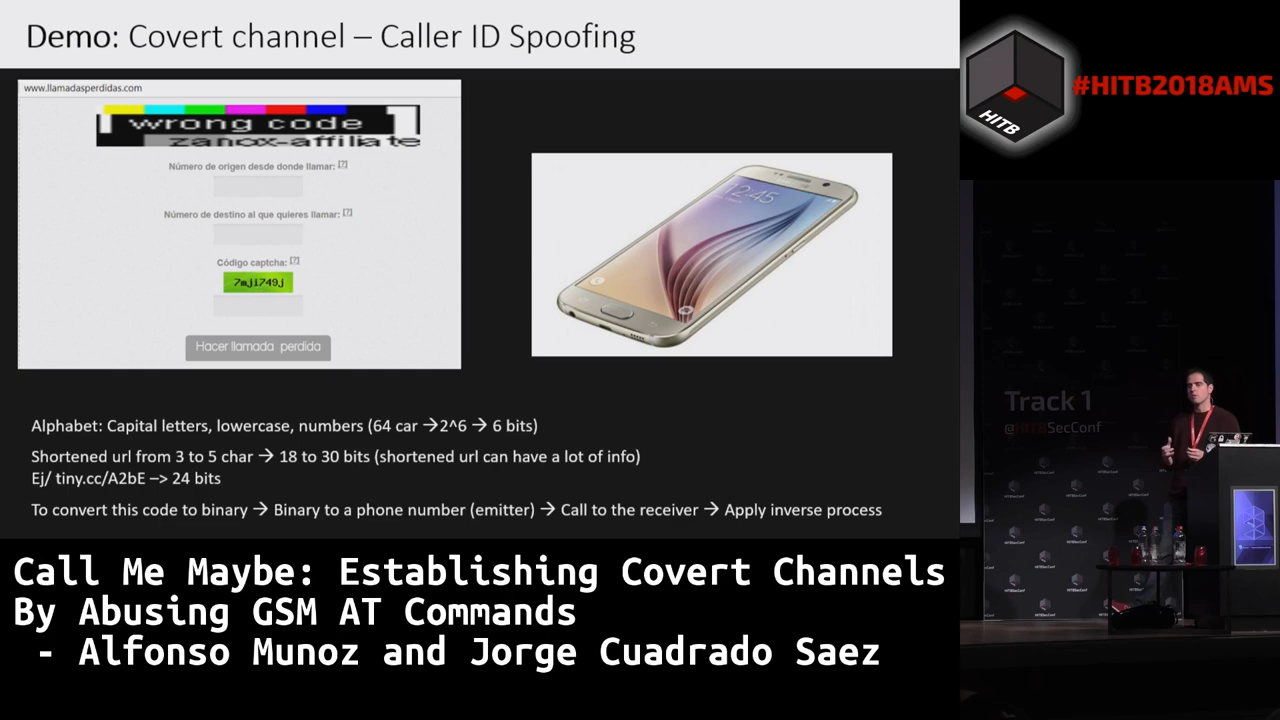 Demo: Covert channel – Caller ID Spoofing
www.llamadasperdidas.com
wrong code
zanox-affiliate
Número de origen desde donde llamar: [?]
Número de destino al que quieres llamar: [?]
Código captcha: [?]
7mji749j
Hacer llamada perdida
12:45
Alphabet: Capital letters, lowercase, numbers (64 car →2^6 → 6 bits)
Shortened url from 3 to 5 char → 18 to 30 bits (shortened url can have a lot of info)
Ej/ tiny.cc/A2bE –> 24 bits
To convert this code to binary → Binary to a phone number (emitter) → Call to the receiver → Apply inverse process
HITB
#HITB2018AMS
Track 1
@HITBSecConf
Call Me Maybe: Establishing Covert Channels
By Abusing GSM AT Commands
- Alfonso Munoz and Jorge Cuadrado Saez